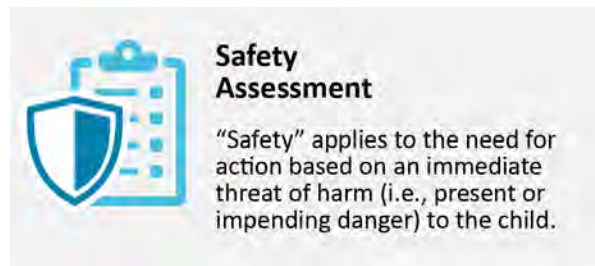 Safety
Assessment
“Safety” applies to the need for
action based on an immediate
threat of harm (i.e., present or
impending danger) to the child.